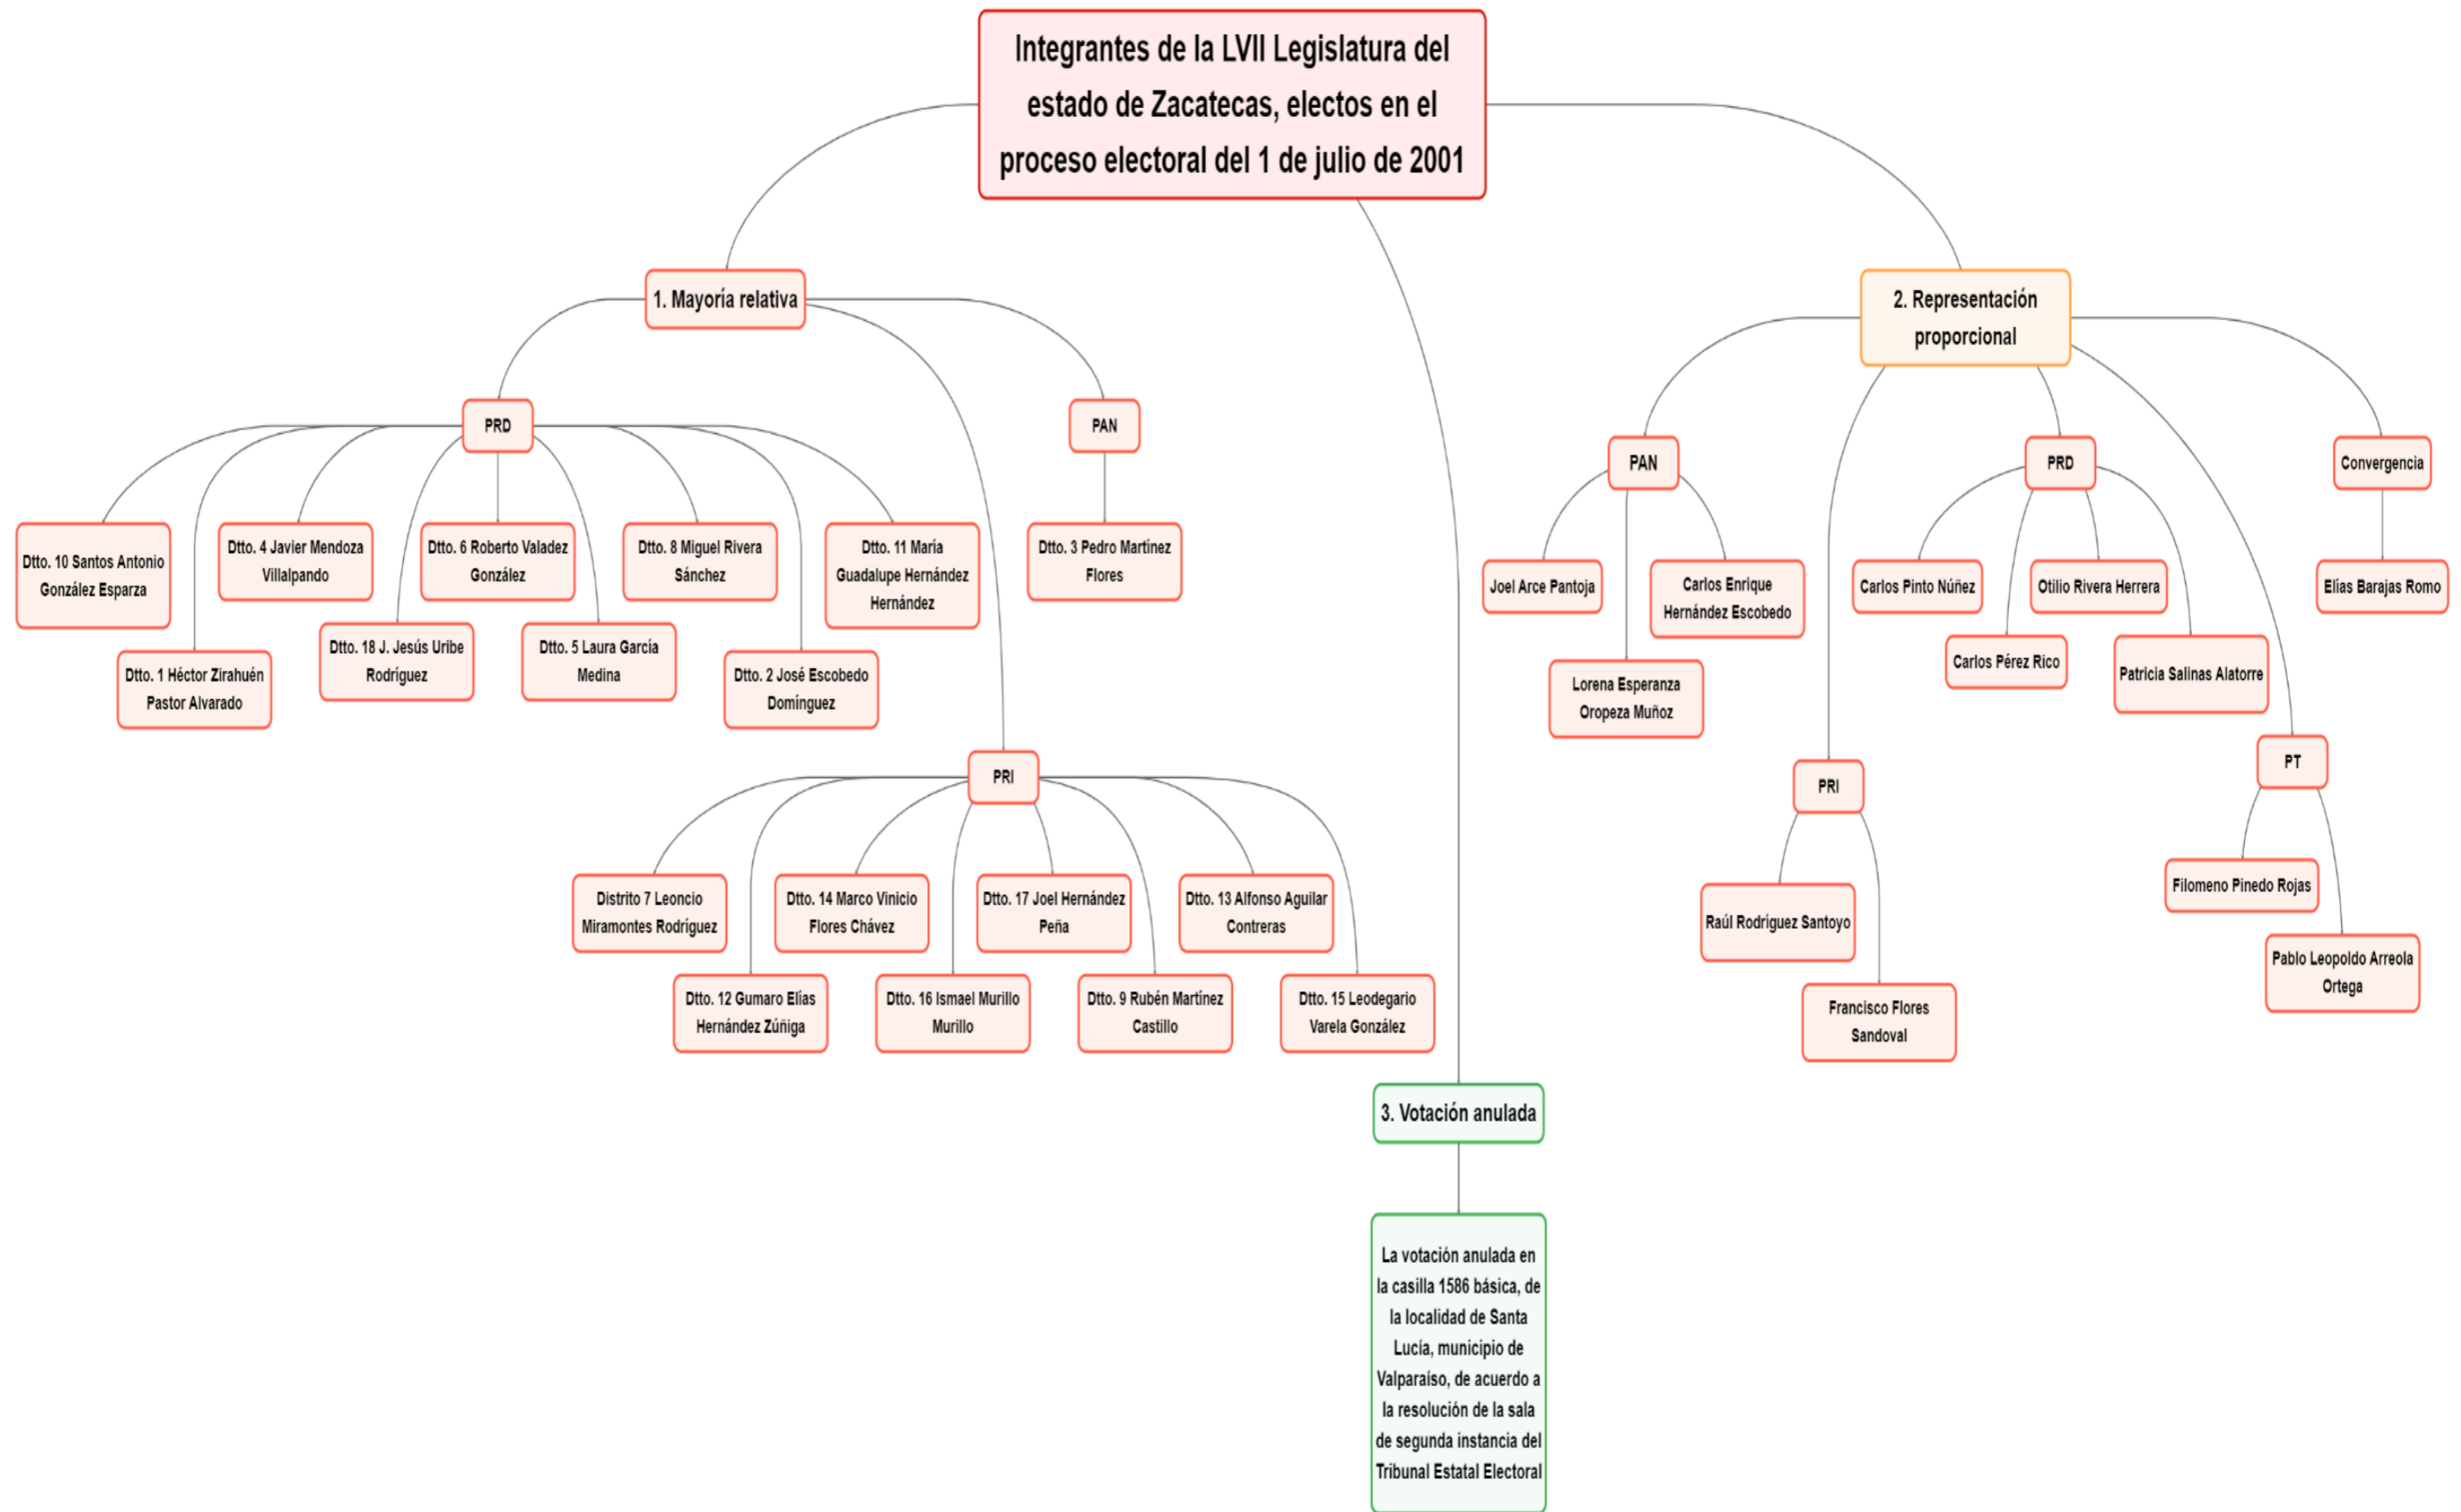 Integrantes de la LVII Legislatura del
estado de Zacatecas, electos en el
proceso electoral del 1 de julio de 2001
1. Mayoría relativa
PRD
Dtto. 10 Santos Antonio
González Esparza
Dtto. 1 Héctor Zirahuén
Pastor Alvarado
Dtto. 4 Javier Mendoza
Villalpando
Dtto. 18 J. Jesús Uribe
Rodríguez
Dtto. 6 Roberto Valadez
González
Dtto. 5 Laura García
Medina
Dtto. 8 Miguel Rivera
Sánchez
Dtto. 2 José Escobedo
Domínguez
Dtto. 11 María
Guadalupe Hernández
Hernández
PRI
Distrito 7 Leoncio
Miramontes Rodríguez
Dtto. 12 Gumaro Elías
Hernández Zúñiga
Dtto. 14 Marco Vinicio
Flores Chávez
Dtto. 16 Ismael Murillo
Murillo
Dtto. 17 Joel Hernández
Peña
Dtto. 9 Rubén Martínez
Castillo
Dtto. 13 Alfonso Aguilar
Contreras
Dtto. 15 Leodegario
Varela González
PAN
Dtto. 3 Pedro Martínez
Flores
2. Representación
proporcional
PAN
Joel Arce Pantoja
Lorena Esperanza
Oropeza Muñoz
Carlos Enrique
Hernández Escobedo
PRI
Raúl Rodríguez Santoyo
Francisco Flores
Sandoval
PRD
Carlos Pinto Núñez
Carlos Pérez Rico
Otilio Rivera Herrera
Patricia Salinas Alatorre
PT
Filomeno Pinedo Rojas
Pablo Leopoldo Arreola
Ortega
Convergencia
Elías Barajas Romo
3. Votación anulada
La votación anulada en
la casilla 1586 básica, de
la localidad de Santa
Lucía, municipio de
Valparaíso, de acuerdo a
la resolución de la sala
de segunda instancia del
Tribunal Estatal Electoral